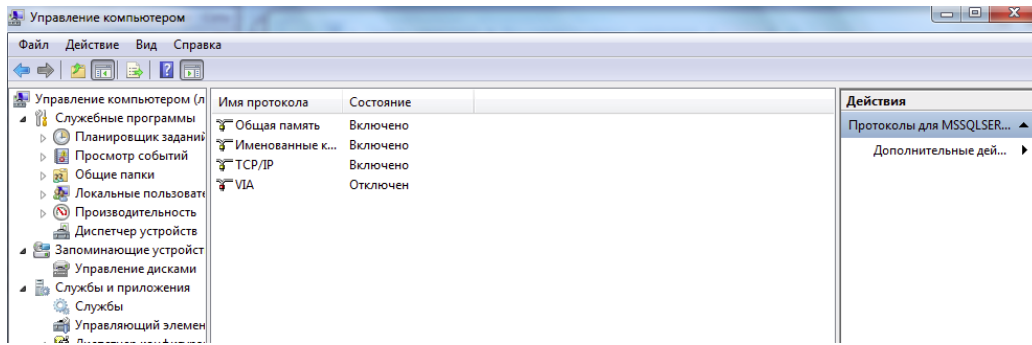 Управление компьютером
Файл Действие Вид Справка
Управление компьютером (л
Служебные программы
Планировщик заданий
Просмотр событий
Общие папки
Локальные пользовате
Производительность
Диспетчер устройств
Запоминающие устройст
Управление дисками
Службы и приложения
Службы
Управляющий элемен
Имя протокола Состояние
Общая память Включено
Именованные к... Включено
TCP/IP Включено
VIA Отключен
Действия
Протоколы для MSSQLSER...
Дополнительные дей...